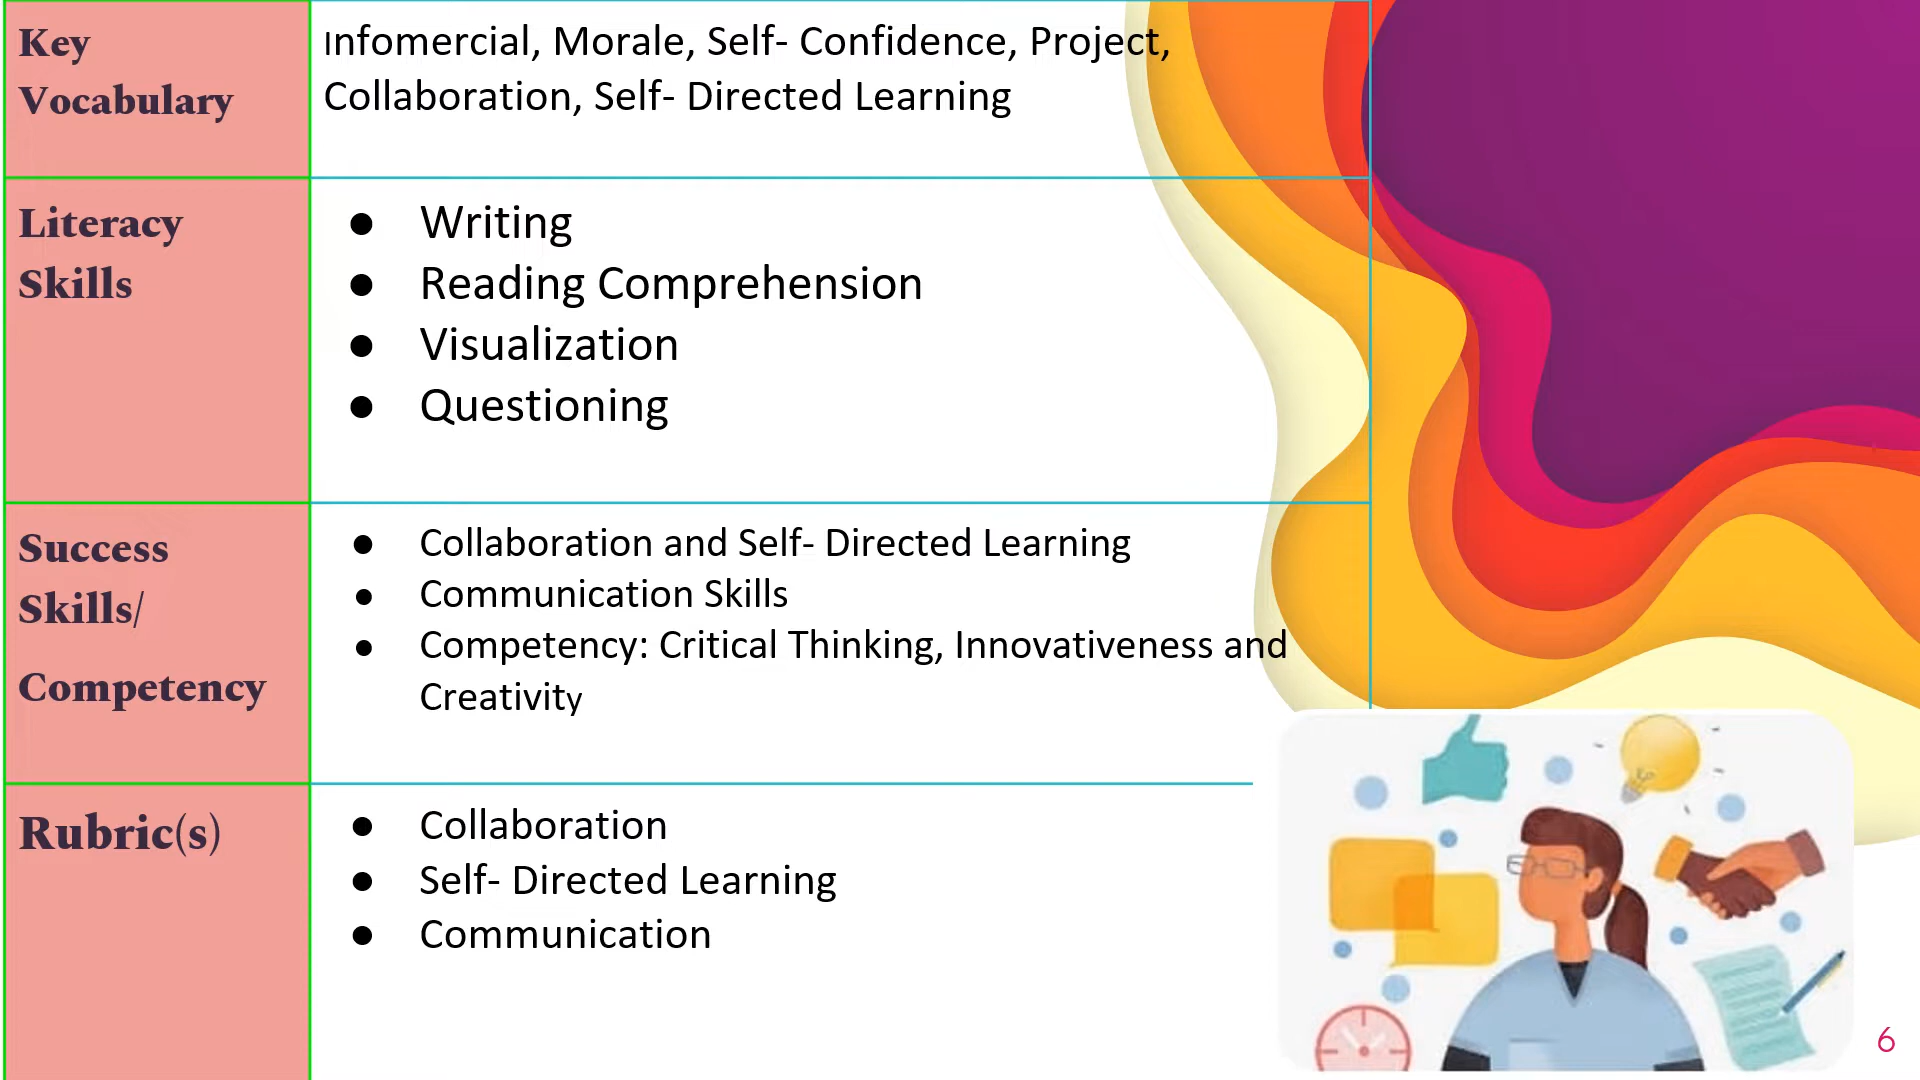 Key
Vocabulary
Infomercial, Morale, Self- Confidence, Project,
Collaboration, Self- Directed Learning
Literacy
Skills
● Writing
● Reading Comprehension
● Visualization
● Questioning
Success
Skills/
Competency
● Collaboration and Self- Directed Learning
● Communication Skills
● Competency: Critical Thinking, Innovativeness and
Creativity
Rubric(s)
● Collaboration
● Self- Directed Learning
● Communication
6